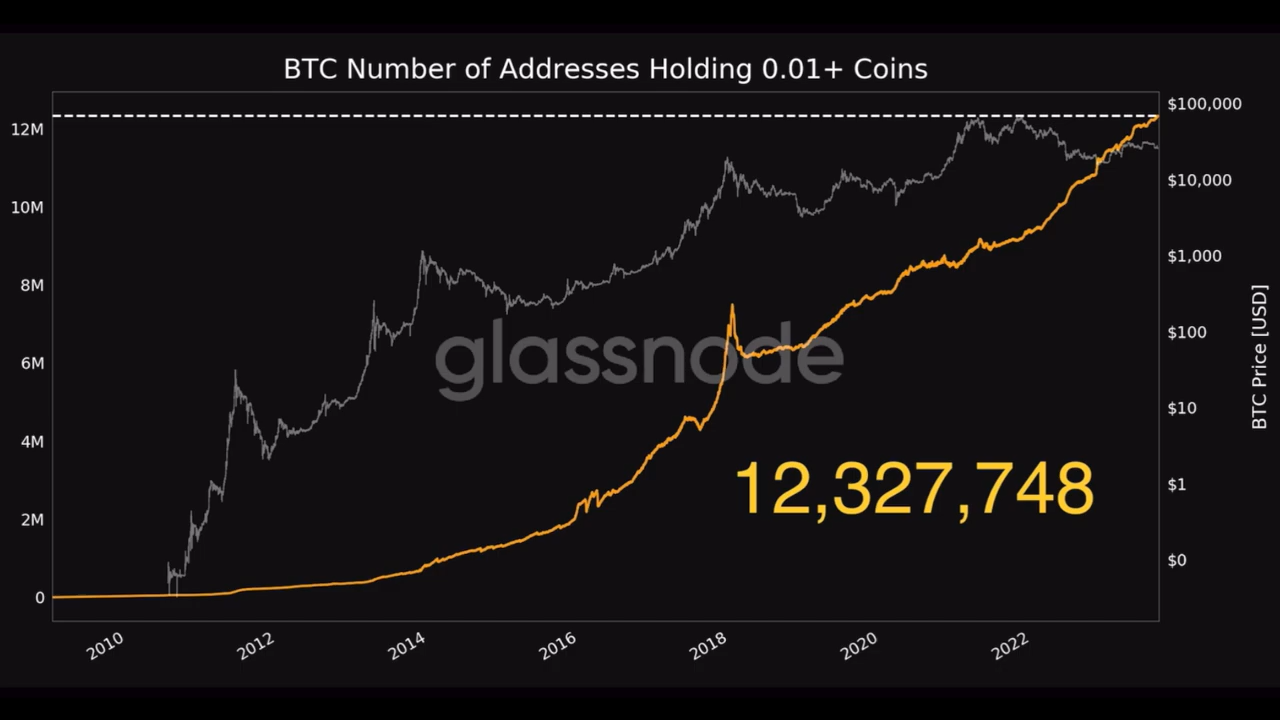 BTC Number of Addresses Holding 0.01+ Coins
12M
10M
8M
6M
4M
2M
0
$100,000
$10,000
$1,000
$100
$10
$1
$0
BTC Price [USD]
glassnode
12,327,748
2010
2012
2014
2016
2018
2020
2022